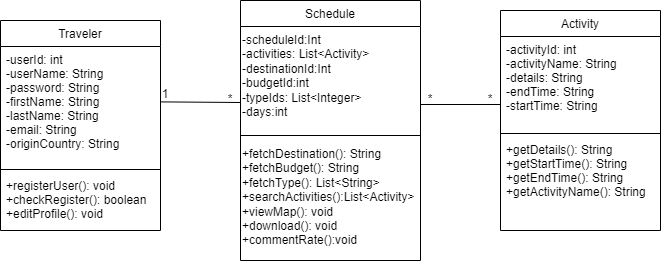 Traveler
-userId: int
-userName: String
-password: String
-firstName: String
-lastName: String
-email: String
-originCountry: String
+registerUser(): void
+checkRegister(): boolean
+editProfile(): void
1
*
Schedule
-scheduleId:Int
-activities: List<Activity>
-destinationId:Int
-budgetId:int
-typeIds: List<Integer>
-days:int
+fetchDestination(): String
+fetchBudget(): String
+fetchType(): List<String>
+searchActivities():List<Activity>
+viewMap(): void
+download(): void
+commentRate():void
*
*
Activity
-activityId: int
-activityName: String
-details: String
-endTime: String
-startTime: String
+getDetails(): String
+getStartTime(): String
+getEndTime(): String
+getActivityName(): String